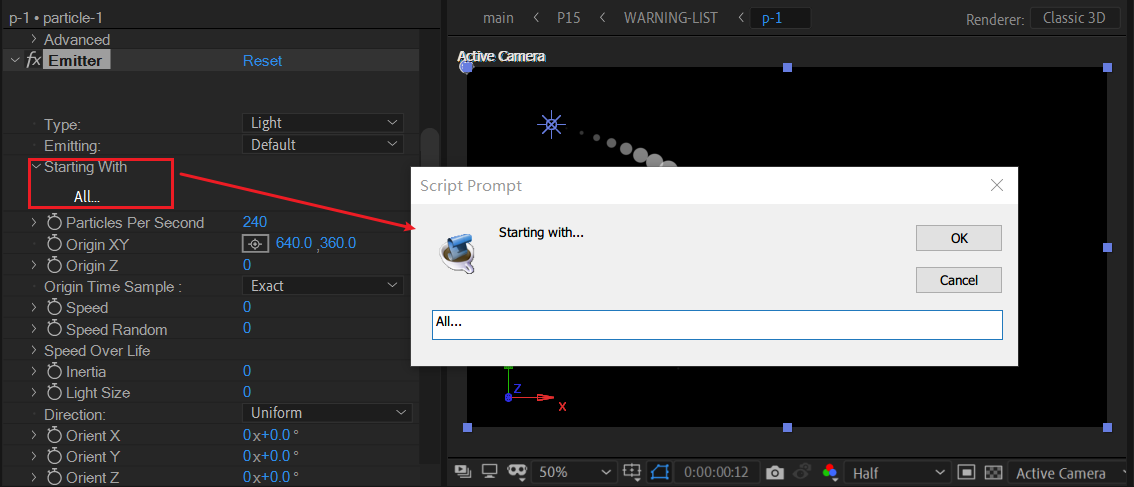 p-1 • particle-1
Advanced
fx Emitter Reset
Type: Light
Emitting: Default
Starting With
All...
Particles Per Second 240
Origin XY 640.0 ,360.0
Origin Z 0
Origin Time Sample : Exact
Speed 0
Speed Random 0
Speed Over Life
Inertia 0
Light Size 0
Direction: Uniform
Orient X 0x+0.0°
Orient Y 0x+0.0°
Orient Z 0x+0.0°
main < P15 < WARNING-LIST < p-1
Renderer: Classic 3D
Active Camera
Script Prompt
Starting with...
OK
Cancel
All...
Z
X
50% 0:00:00:12 Half Active Camera